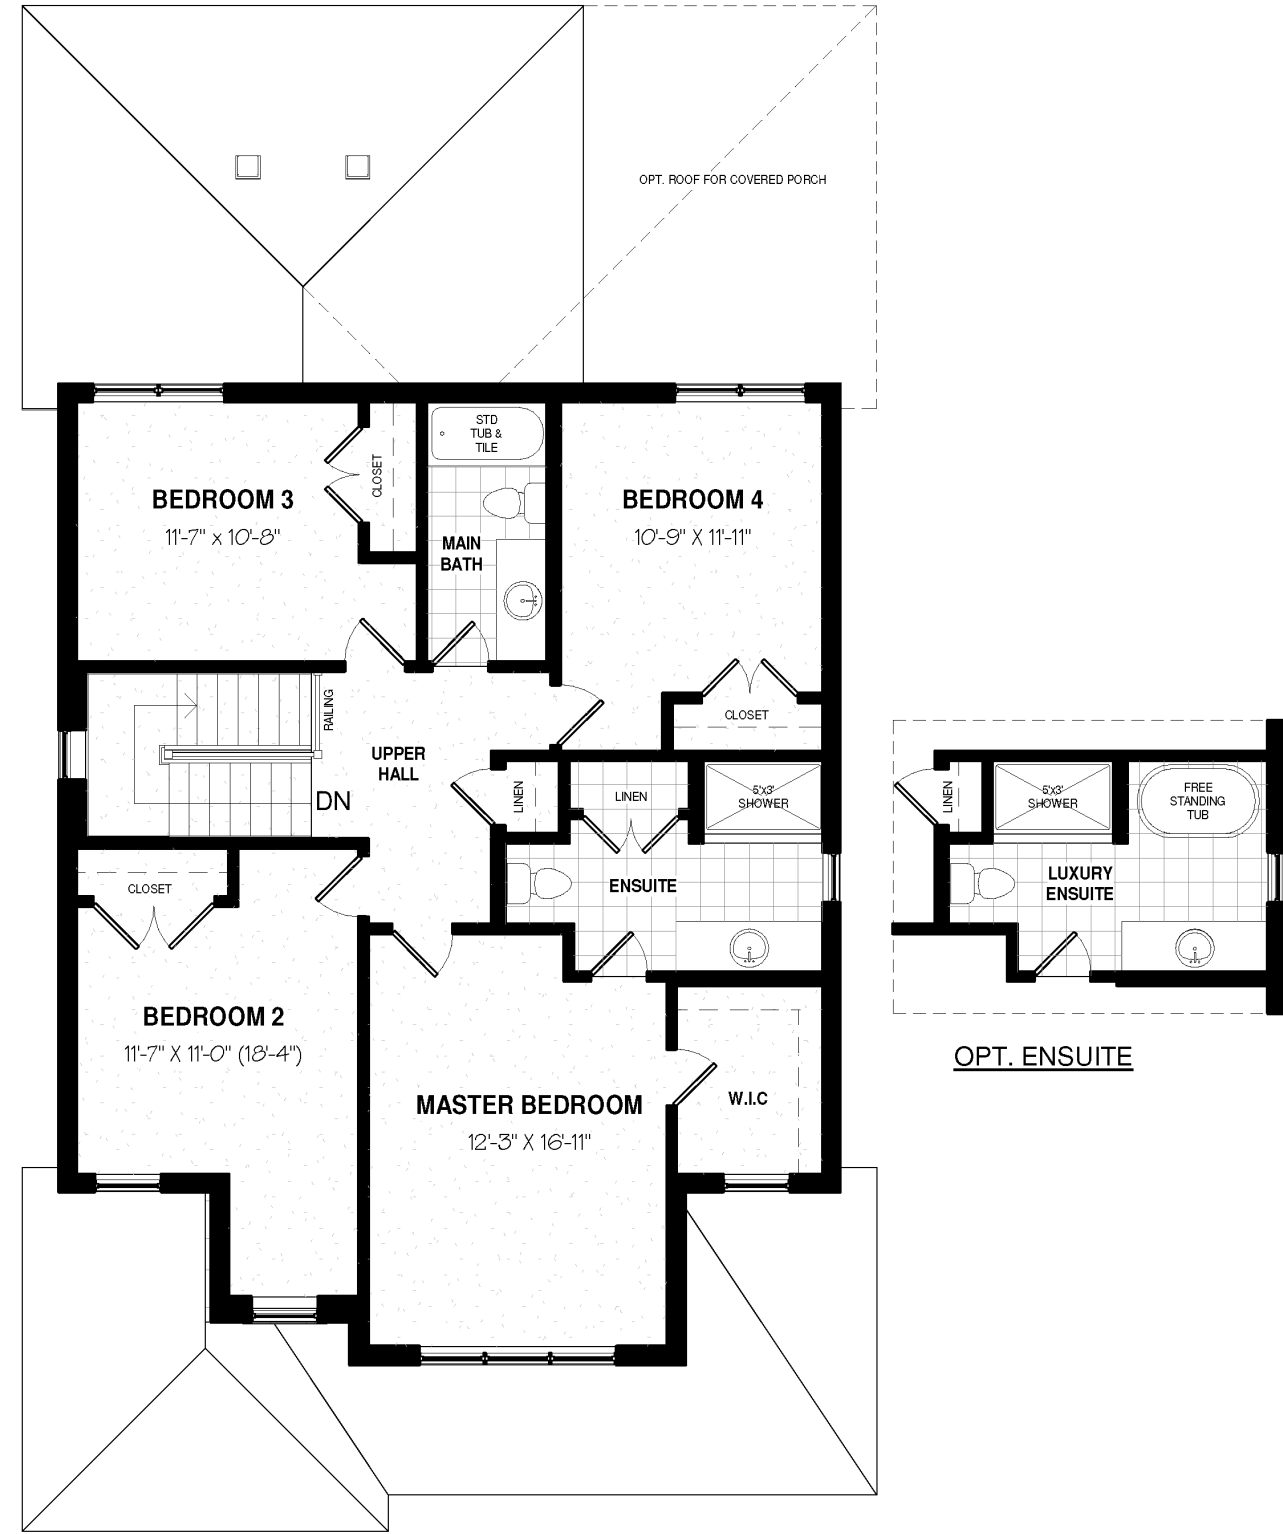 OPT. ROOF FOR COVERED PORCH
STD
TUB &
TILE
CLOSET
BEDROOM 3
11'-7" x 10'-8"
BEDROOM 4
10'-9" X 11'-11"
MAIN
BATH
RAILING
CLOSET
UPPER
HALL
DN
LINEN
LINEN
5'x3'
SHOWER
LINEN
5'x3'
SHOWER
FREE
STANDING
TUB
CLOSET
ENSUITE
LUXURY
ENSUITE
BEDROOM 2
11'-7" X 11'-0" (18'-4")
OPT. ENSUITE
MASTER BEDROOM
12'-3" X 16'-11"
W.I.C